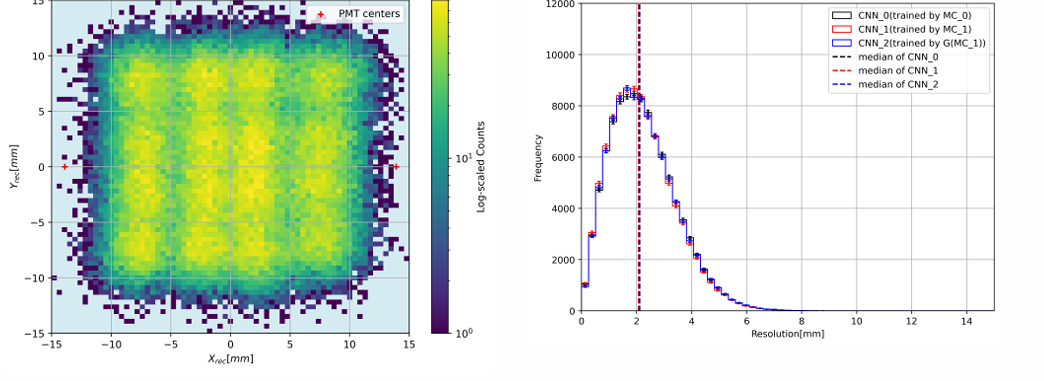 15
PMT centers
10
5
0
−5
−10
−15
−15 −10 −5 0 5 10 15
Y_rec[mm]
X_rec[mm]
10^1
10^0
Log-scaled Counts
12000
10000
8000
6000
4000
2000
0
Frequency
0 2 4 6 8 10 12 14
Resolution[mm]
CNN_0(trained by MC_0)
CNN_1(trained by MC_1)
CNN_2(trained by G(MC_1))
median of CNN_0
median of CNN_1
median of CNN_2